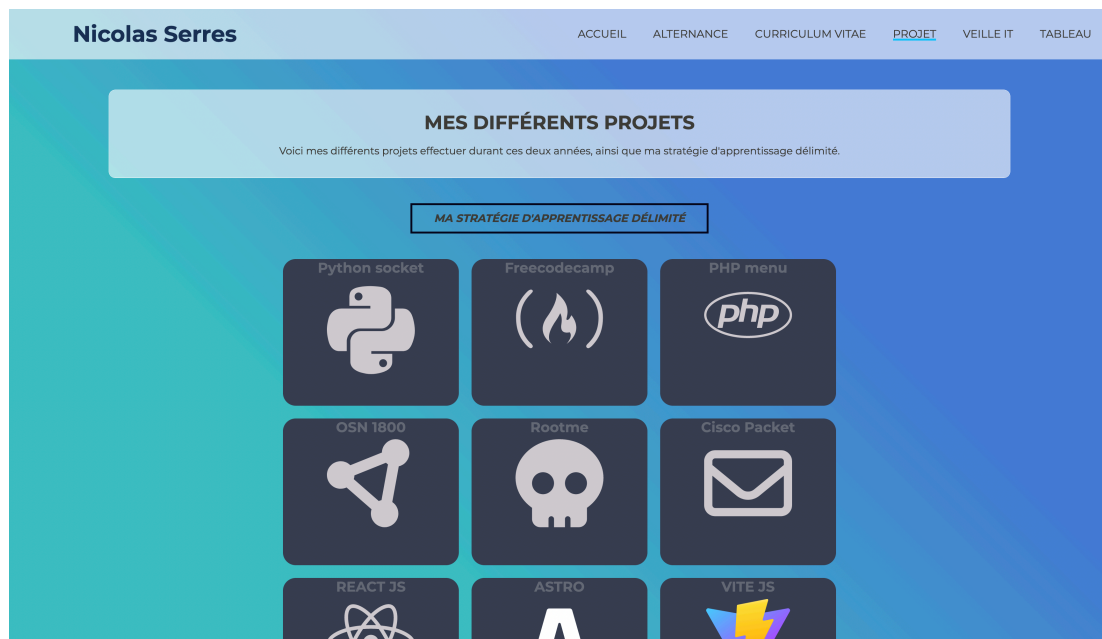 Nicolas Serres
ACCUEIL ALTERNANCE CURRICULUM VITAE PROJET VEILLE IT TABLEAU
MES DIFFÉRENTS PROJETS
Voici mes différents projets effectuer durant ces deux années, ainsi que ma stratégie d'apprentissage délimité.
MA STRATÉGIE D'APPRENTISSAGE DÉLIMITÉ
Python socket Freecodecamp PHP menu
php
OSN 1800 Rootme Cisco Packet
REACT JS ASTRO VITE JS